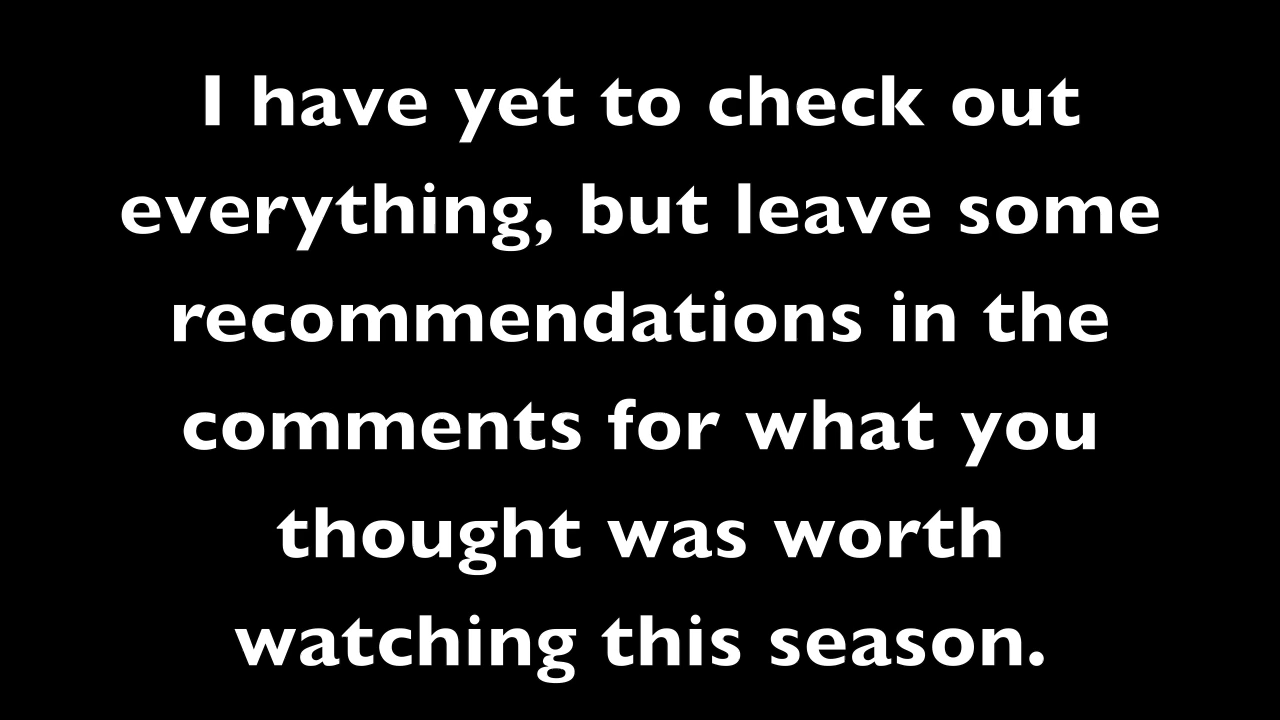 I have yet to check out
everything, but leave some
recommendations in the
comments for what you
thought was worth
watching this season.